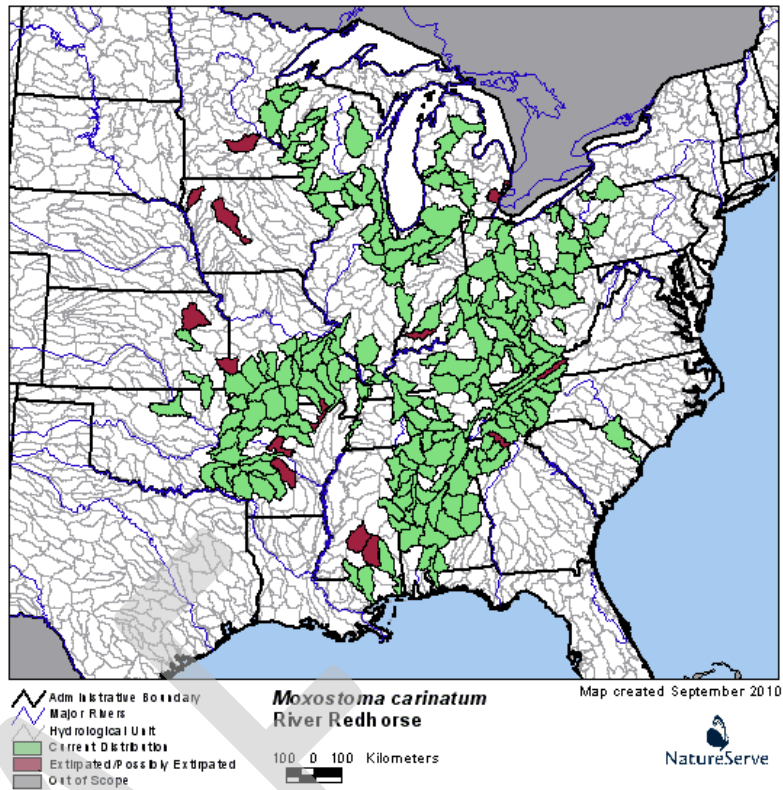 Administrative Boundary
Major Rivers
Hydrological Unit
Current Distribution
Extirpated/Possibly Extirpated
Out of Scope
Moxostoma carinatum
River Redhorse
100 0 100 Kilometers
Map created September 2010
NatureServe